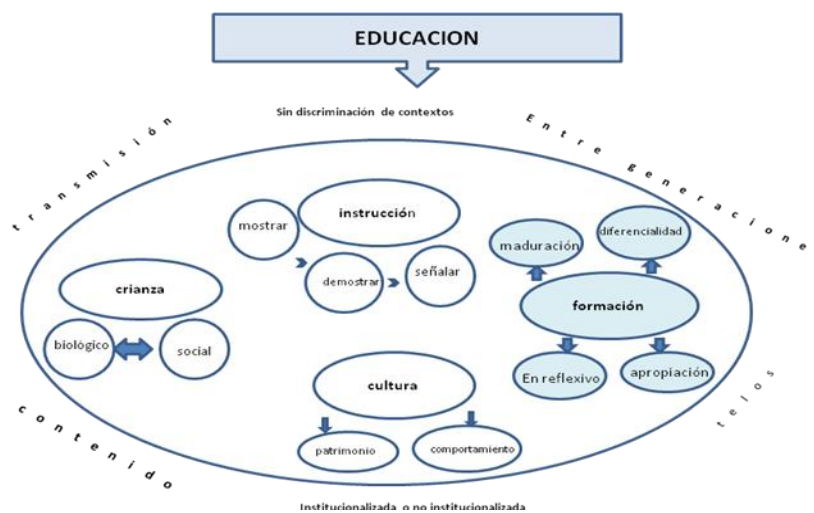 EDUCACION
Sin discriminación de contextos
transmisión
Entre generacione
instrucción
mostrar
demostrar
señalar
maduración
diferencialidad
formación
En reflexivo
apropiación
crianza
biológico
social
cultura
patrimonio
comportamiento
contenido
telos
Institucionalizada o no institucionalizada